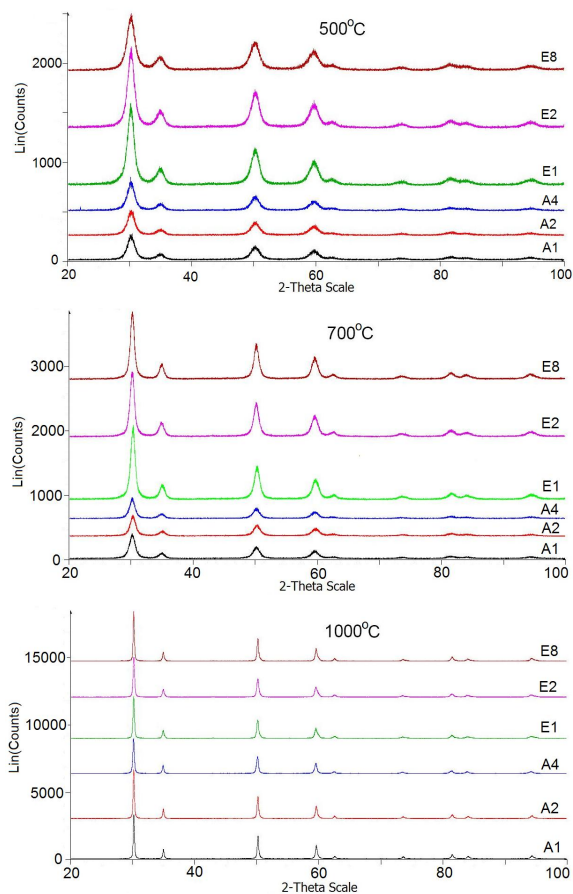 500°C
E8
2000
E2
Lin(Counts)
E1
1000
A4
A2
A1
0
20 40 60 80 100
2-Theta Scale
700°C
E8
3000
E2
2000
Lin(Counts)
E1
1000
A4
A2
A1
0
20 40 60 80 100
2-Theta Scale
1000°C
E8
15000
E2
Lin(Counts)
E1
10000
A4
5000
A2
A1
0
20 40 60 80 100
2-Theta Scale